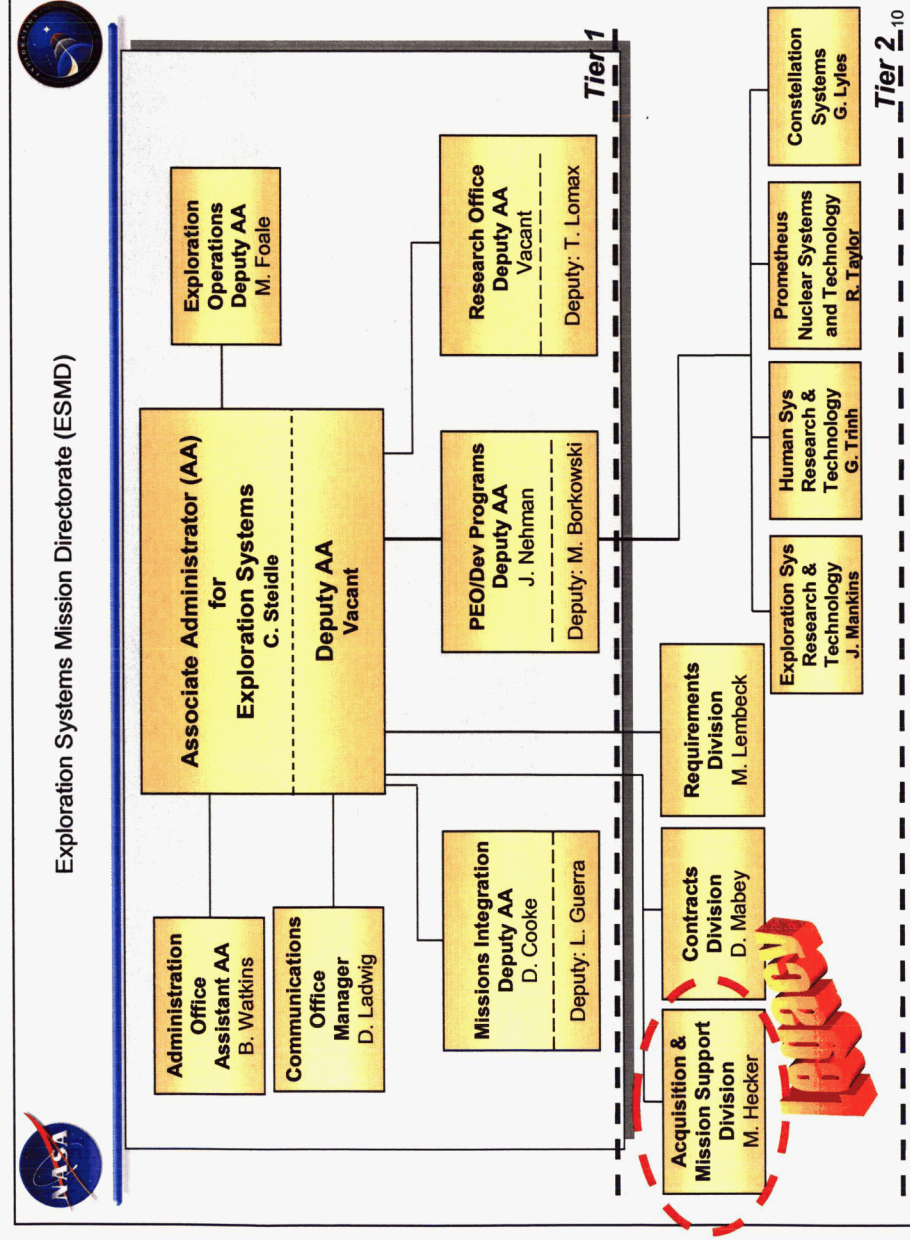 Exploration Systems Mission Directorate (ESMD)
NASA
EXPLORATION
Associate Administrator (AA)
for
Exploration Systems
C. Steidle
Deputy AA
Vacant
Administration
Office
Assistant AA
B. Watkins
Communications
Office
Manager
D. Ladwig
Exploration
Operations
Deputy AA
M. Foale
Missions Integration
Deputy AA
D. Cooke
Deputy: L. Guerra
PEO/Dev Programs
Deputy AA
J. Nehman
Deputy: M. Borkowski
Research Office
Deputy AA
Vacant
Deputy: T. Lomax
Tier 1
Acquisition &
Mission Support
Division
M. Hecker
Legacy
Contracts
Division
D. Mabey
Requirements
Division
M. Lembeck
Exploration Sys
Research &
Technology
J. Mankins
Human Sys
Research &
Technology
G. Trinh
Prometheus
Nuclear Systems
and Technology
R. Taylor
Constellation
Systems
G. Lyles
Tier 2
10